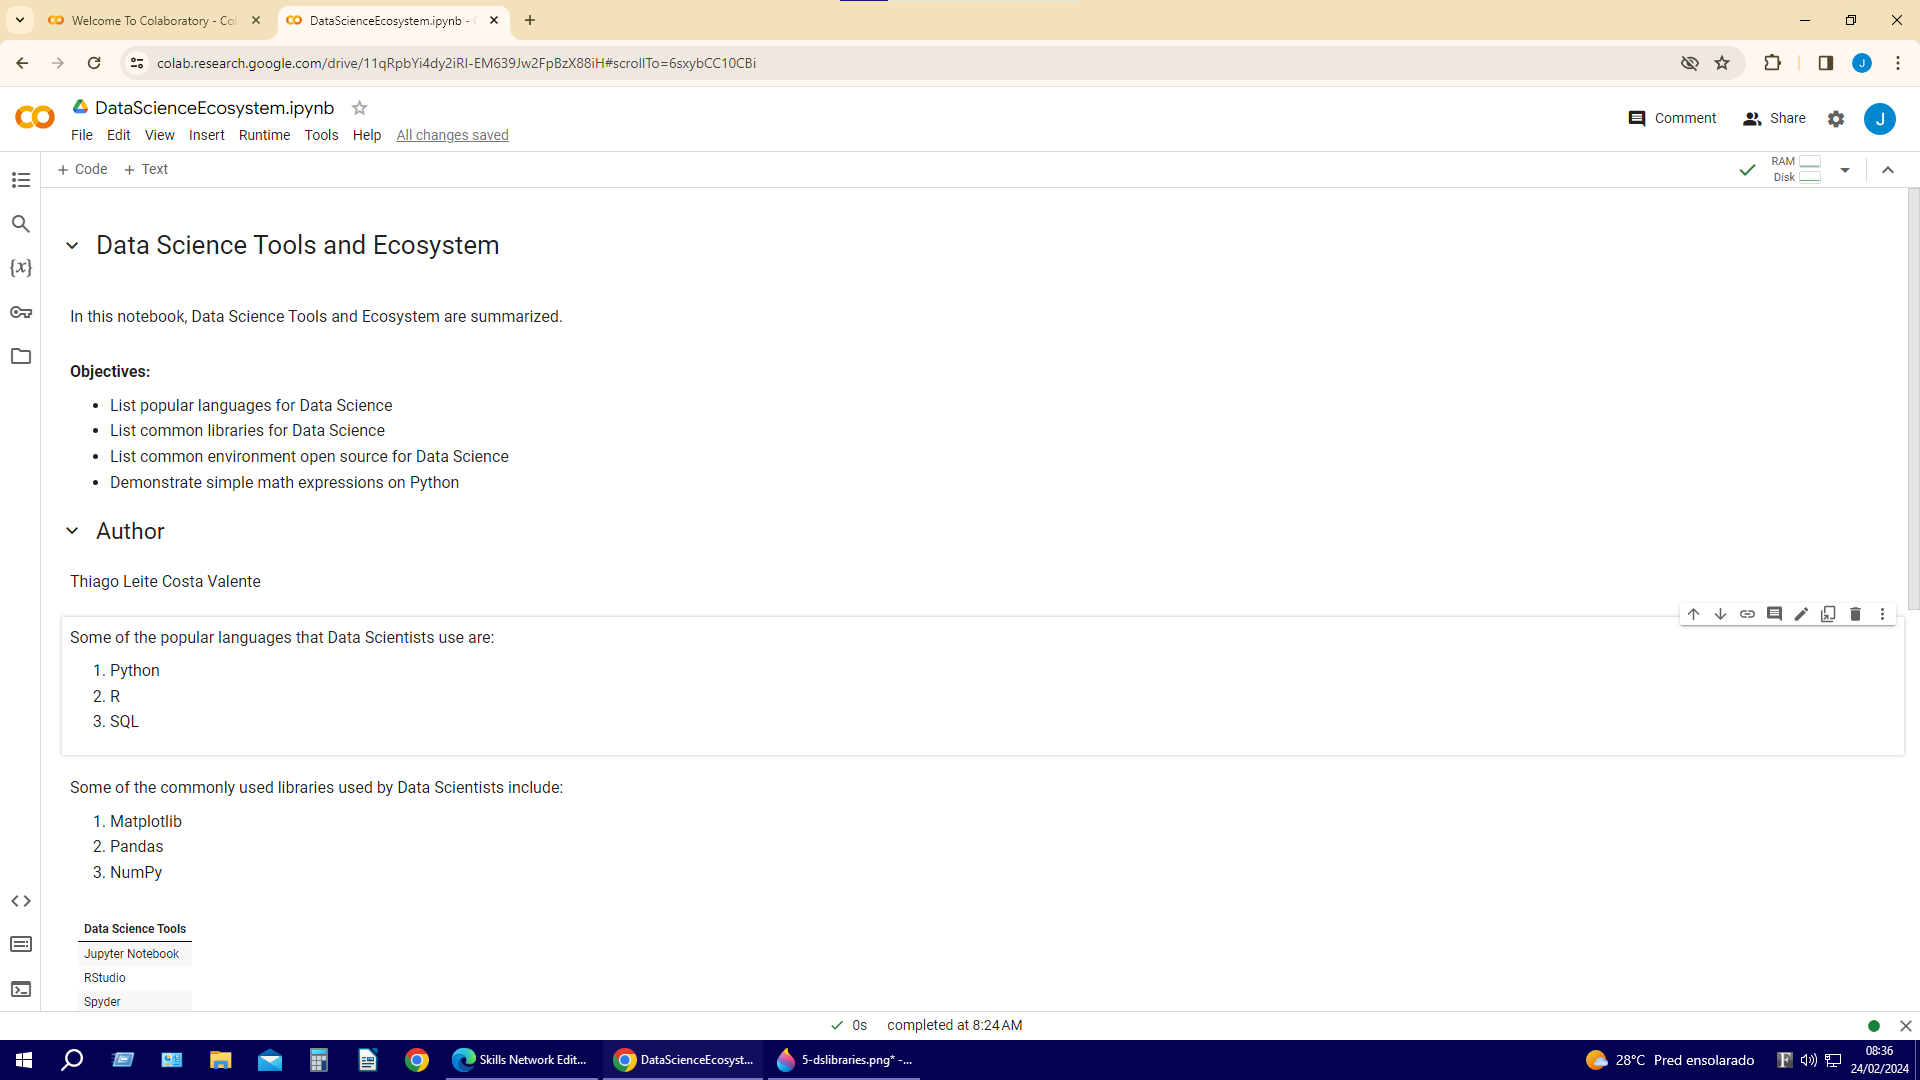 Welcome To Colaboratory - Col
DataScienceEcosystem.ipynb -
colab.research.google.com/drive/11qRpbYi4dy2iRI-EM639Jw2FpBzX88iH#scrollTo=6sxybCC10CBi
J
DataScienceEcosystem.ipynb
File Edit View Insert Runtime Tools Help All changes saved
Comment Share J
+ Code + Text
RAM
Disk
{x}
Data Science Tools and Ecosystem
In this notebook, Data Science Tools and Ecosystem are summarized.
Objectives:
• List popular languages for Data Science
• List common libraries for Data Science
• List common environment open source for Data Science
• Demonstrate simple math expressions on Python
Author
Thiago Leite Costa Valente
Some of the popular languages that Data Scientists use are:
1. Python
2. R
3. SQL
Some of the commonly used libraries used by Data Scientists include:
1. Matplotlib
2. Pandas
3. NumPy
Data Science Tools
Jupyter Notebook
RStudio
Spyder
0s completed at 8:24 AM
Skills Network Edit...
DataScienceEcosyst...
5-dslibraries.png* -...
28°C Pred ensolarado
08:36
24/02/2024